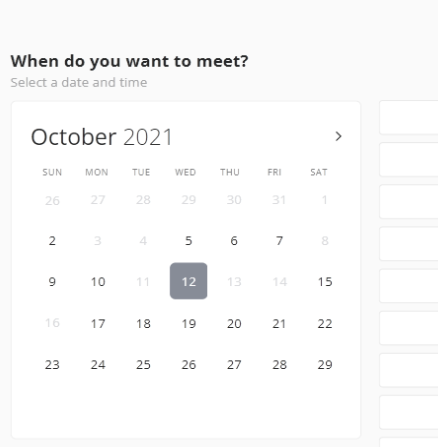 When do you want to meet?
Select a date and time
October 2021
SUN MON TUE WED THU FRI SAT
26 27 28 29 30 31 1
2 3 4 5 6 7 8
9 10 11 12 13 14 15
16 17 18 19 20 21 22
23 24 25 26 27 28 29